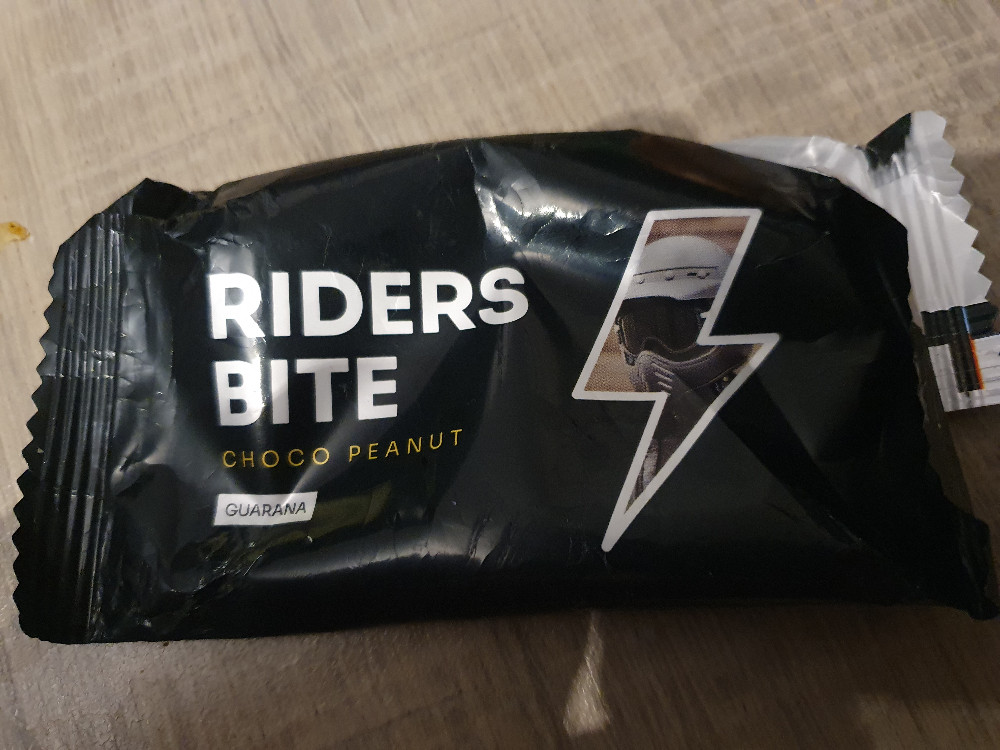 RIDERS
BITE
CHOCO PEANUT
GUARANA